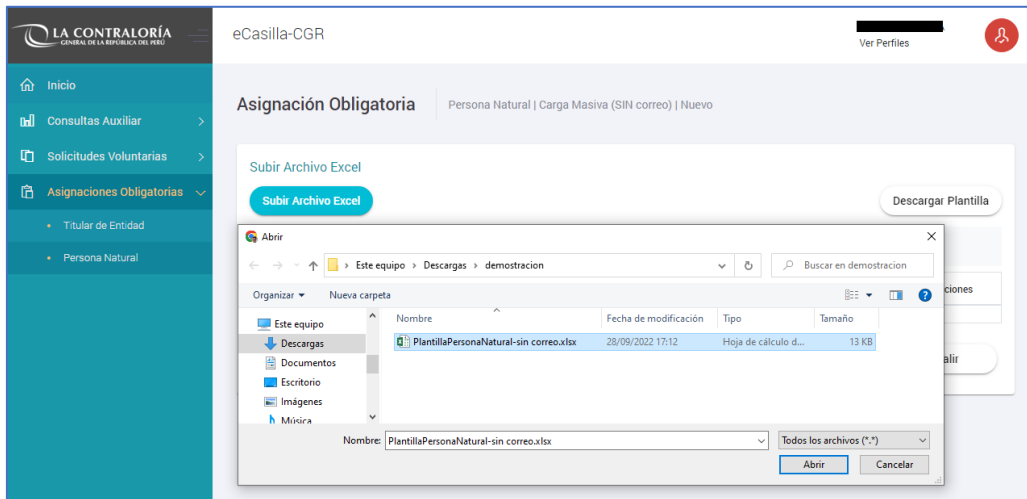 LA CONTRALORÍA
GENERAL DE LA REPÚBLICA DEL PERÚ
eCasilla-CGR
Ver Perfiles
Inicio
Consultas Auxiliar
Solicitudes Voluntarias
Asignaciones Obligatorias
Titular de Entidad
Persona Natural
Asignación Obligatoria
Persona Natural | Carga Masiva (SIN correo) | Nuevo
Subir Archivo Excel
Subir Archivo Excel
Descargar Plantilla
Abrir
Este equipo > Descargas > demostracion
Buscar en demostracion
Organizar
Nueva carpeta
ciones
Nombre
Fecha de modificación
Tipo
Tamaño
Este equipo
Descargas
Documentos
Escritorio
Imágenes
Música
PlantillaPersonaNatural-sin correo.xlsx
28/09/2022 17:12
Hoja de cálculo d...
13 KB
alir
Nombre: PlantillaPersonaNatural-sin correo.xlsx
Todos los archivos (*.*)
Abrir
Cancelar